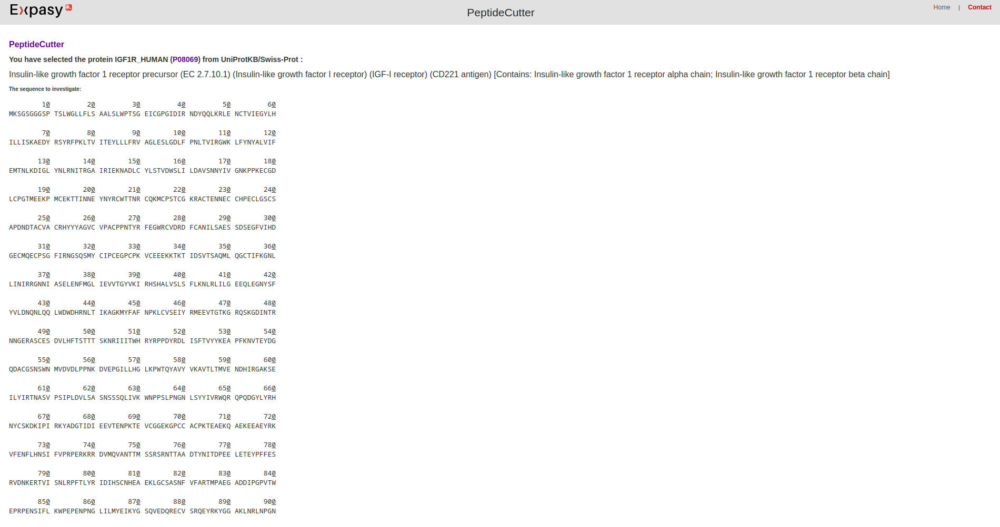 Expasy
PeptideCutter
Home | Contact
PeptideCutter
You have selected the protein IGF1R_HUMAN (P08069) from UniProtKB/Swiss-Prot :
Insulin-like growth factor 1 receptor precursor (EC 2.7.10.1) (Insulin-like growth factor I receptor) (IGF-I receptor) (CD221 antigen) [Contains: Insulin-like growth factor 1 receptor alpha chain; Insulin-like growth factor 1 receptor beta chain]
The sequence to investigate:
10 20 30 40 50 60
MKSGSGGGSP TSLWGLLFLS AALSLWPTSG EICGPGIDIR NDYQQLKRLE NCTVIEGYLH
70 80 90 100 110 120
ILLISKAEDY RSYRFPKLTV ITEYLLLFRV AGLESLGDLF PNLTVIRGWK LFYNYALVIF
130 140 150 160 170 180
EMTNLKDIGL YNLRNITRGA IRIEKNADLC YLSTVDWSLI LDAVSNNYIV GNKPPKECGD
190 200 210 220 230 240
LCPGTMEEKP MCEKTTINNE YNYRCWTTNR CQKMCPSTCG KRACTENNEC CHPECLGSCS
250 260 270 280 290 300
APDNDTACVA CRHYYYAGVC VPACPPNTYR FEGWRCVDRD FCANILSAES SDSEGFVIHD
310 320 330 340 350 360
GECMQECPSG FIRNGSQSMY CIPCEGPCPK VCEEEKKTKT IDSVTSAQML QGCTIFKGNL
370 380 390 400 410 420
LINIRRGNNI ASELENFMGL IEVVTGYVKI RHSHALVSLS FLKNLRLILG EEQLEGNYSF
430 440 450 460 470 480
YVLDNQNLQQ LWDWDHRNLT IKAGKMYFAF NPKLCVSEIY RMEEVTGTKG RQSKGDINTR
490 500 510 520 530 540
NNGERASCES DVLHFTSTTT SKNRIIITWH RYRPPDYRDL ISFTVYYKEA PFKNVTEYDG
550 560 570 580 590 600
QDACGSNSWN MVDVDLPPNK DVEPGILLHG LKPWTQYAVY VKAVTLTMVE NDHIRGAKSE
610 620 630 640 650 660
ILYIRTNASV PSIPLDVLSA SNSSSQLIVK WNPPSLPNGN LSYYIVRWQR QPQDGYLYRH
670 680 690 700 710 720
NYCSKDKIPI RKYADGTIDI EEVTENPKTE VCGGEKGPCC ACPKTEAEKQ AEKEEAEYRK
730 740 750 760 770 780
VFENFLHNSI FVPRPERKRR DVMQVANTTM SSRSRNTTAA DTYNITDPEE LETEYPFFES
790 800 810 820 830 840
RVDNKERTVI SNLRPFTLYR IDIHSCNHEA EKLGCSASNF VFARTMPAEG ADDIPGPVTW
850 860 870 880 890 900
EPRPENSIFL KWPEPENPNG LILMYEIKYG SQVEDQRECV SRQEYRKYGG AKLNRLNPGN